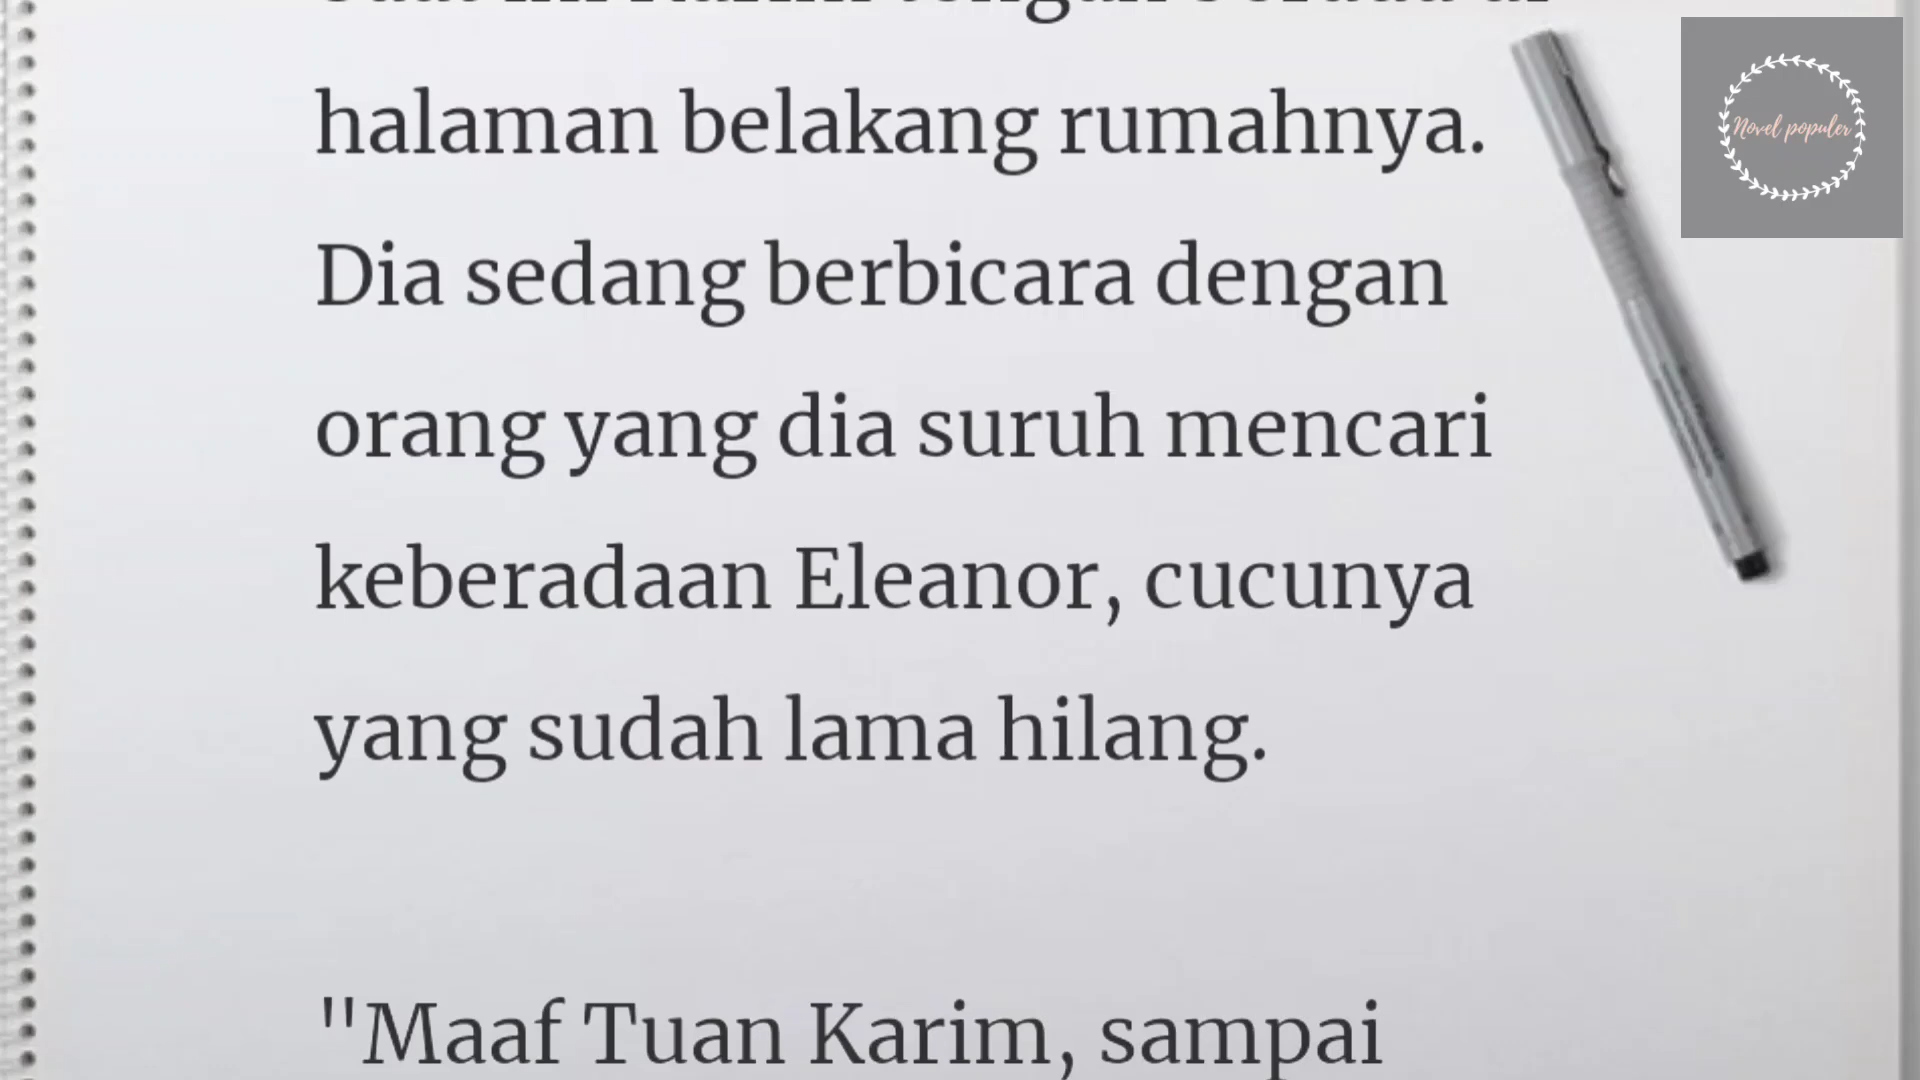 halaman belakang rumahnya.
Dia sedang berbicara dengan
orang yang dia suruh mencari
keberadaan Eleanor, cucunya
yang sudah lama hilang.
"Maaf Tuan Karim, sampai
Novel populer